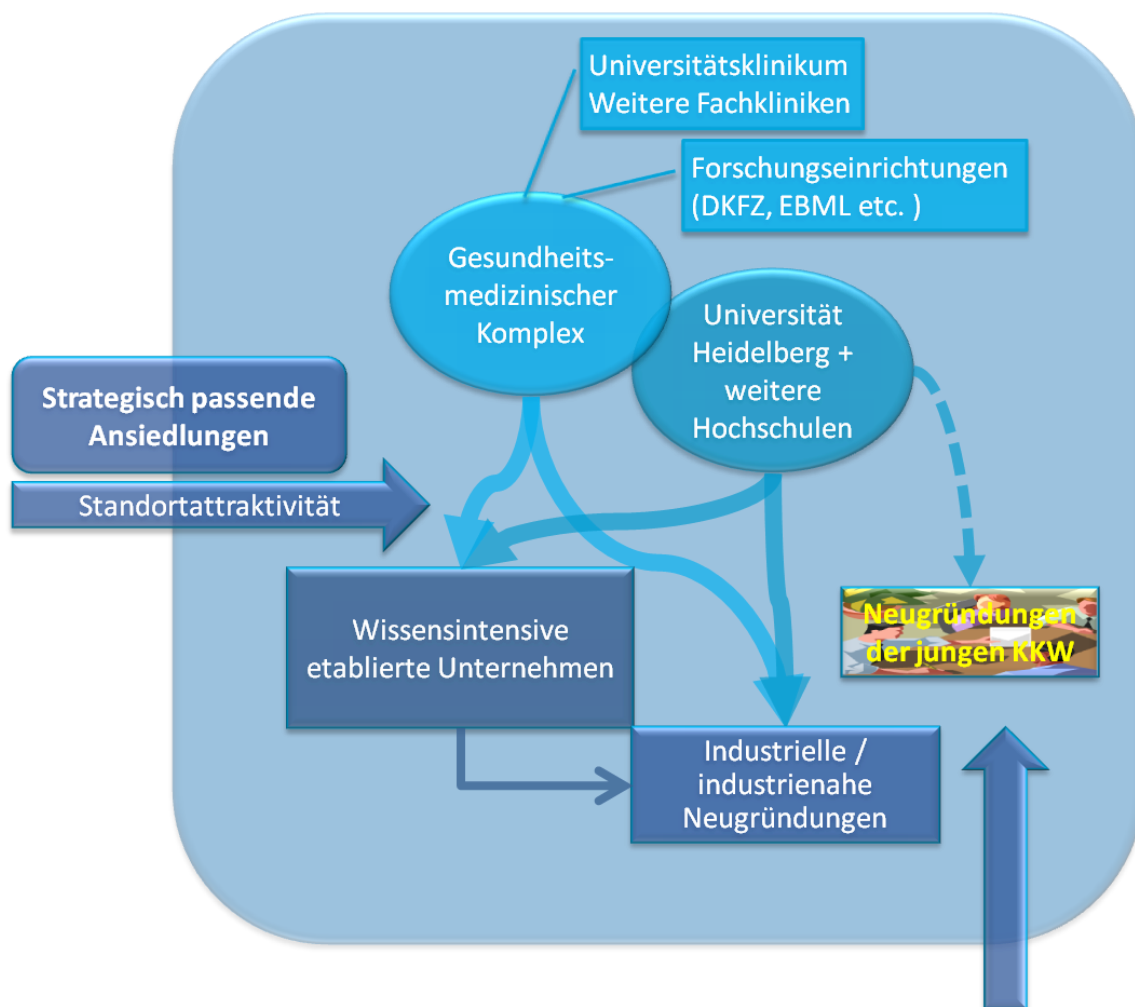 Universitätsklinikum
Weitere Fachkliniken
Forschungseinrichtungen
(DKFZ, EBML etc. )
Gesundheits-
medizinischer
Komplex
Universität
Heidelberg +
weitere
Hochschulen
Strategisch passende
Ansiedlungen
Standortattraktivität
Wissensintensive
etablierte Unternehmen
Neugründungen
der jungen KKW
Industrielle /
industrienahe
Neugründungen